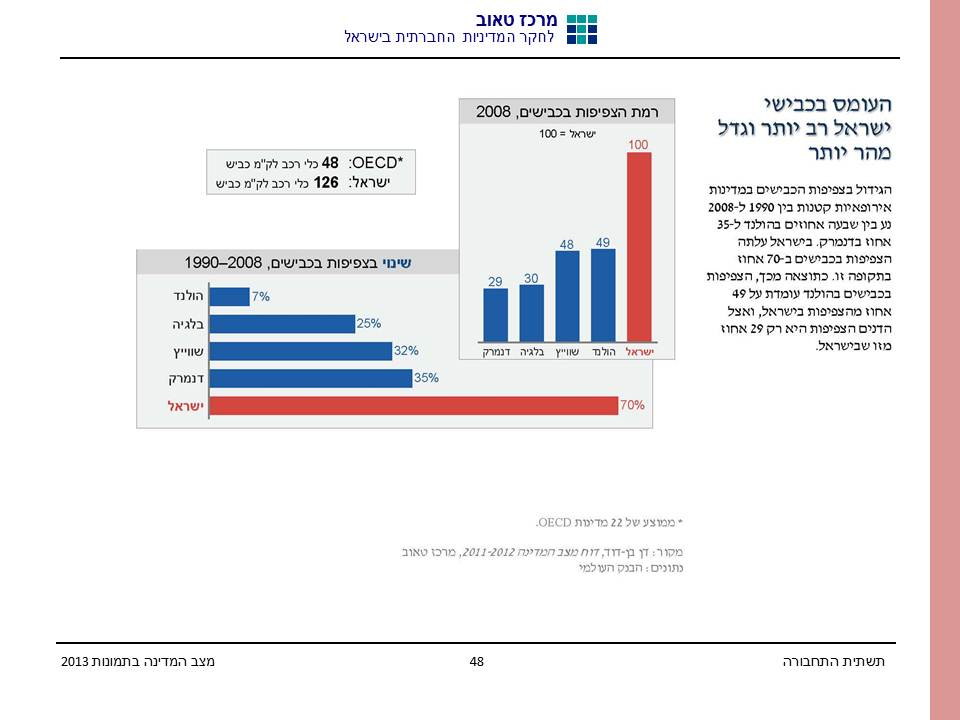 מרכז טאוב
לחקר המדיניות החברתית בישראל
העומס בכבישי
ישראל רב יותר וגדל
מהר יותר
הגידול בצפיפות הכבישים במדינות
אירופאיות קטנות בין 1990 ל-2008
נע בין שבעה אחוזים בהולנד ל-35
אחוז בדנמרק. בישראל עלתה
הצפיפות בכבישים ב-70 אחוז
בתקופה זו. כתוצאה מכך, הצפיפות
בכבישים בהולנד עומדת על 49
אחוז מהצפיפות בישראל, ואצל
הדנים הצפיפות היא רק 29 אחוז
מזו שבישראל.
רמת הצפיפות בכבישים, 2008
ישראל = 100
100
49
48
30
29
ישראל
הולנד
שווייץ
בלגיה
דנמרק
*OECD: 48 כלי רכב לק"מ כביש
ישראל: 126 כלי רכב לק"מ כביש
שינוי בצפיפות בכבישים, 2008–1990
הולנד 7%
בלגיה 25%
שווייץ 32%
דנמרק 35%
ישראל 70%
* ממוצע של 22 מדינות OECD.
מקור: דן בן-דוד, דוח מצב המדינה 2011-2012, מרכז טאוב
נתונים: הבנק העולמי
תשתית התחבורה
48
מצב המדינה בתמונות 2013